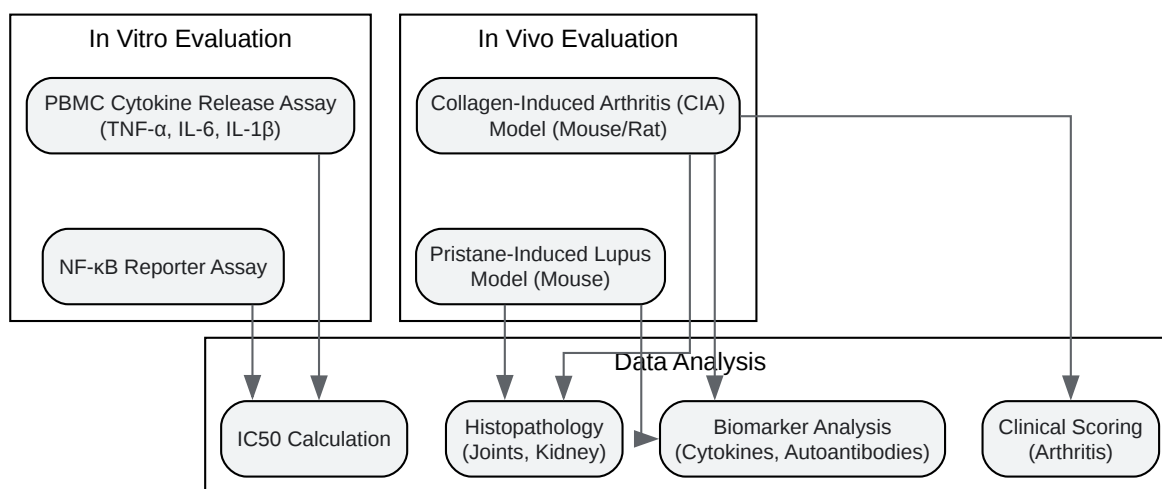 In Vitro Evaluation
PBMC Cytokine Release Assay
(TNF-α, IL-6, IL-1β)
NF-κB Reporter Assay
In Vivo Evaluation
Collagen-Induced Arthritis (CIA)
Model (Mouse/Rat)
Pristane-Induced Lupus
Model (Mouse)
Data Analysis
IC50 Calculation
Histopathology
(Joints, Kidney)
Biomarker Analysis
(Cytokines, Autoantibodies)
Clinical Scoring
(Arthritis)